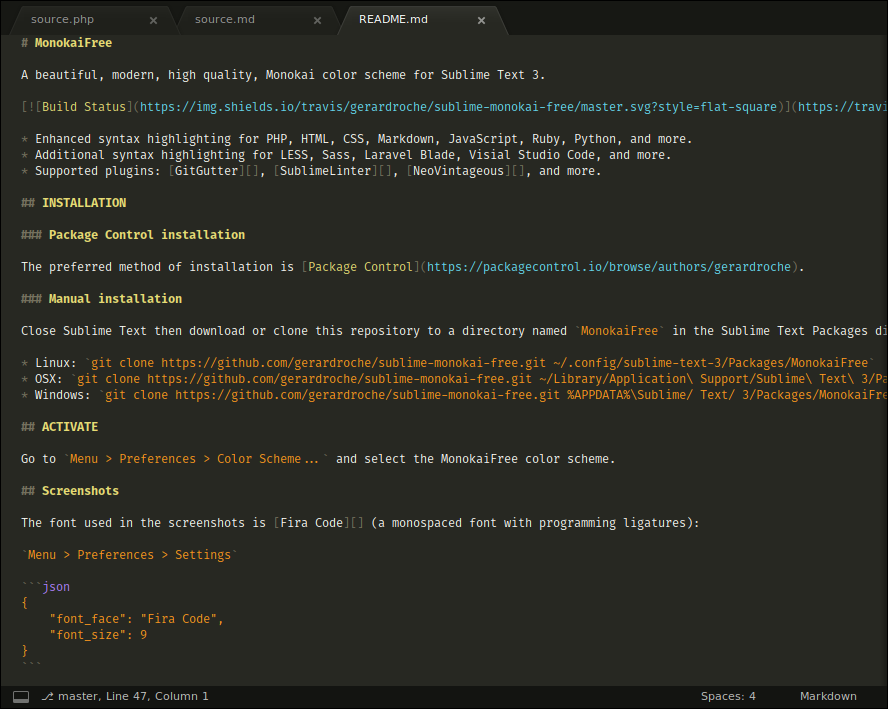 source.php × source.md × README.md ×
# MonokaiFree
A beautiful, modern, high quality, Monokai color scheme for Sublime Text 3.
[![Build Status](https://img.shields.io/travis/gerardroche/sublime-monokai-free/master.svg?style=flat-square)](https://travi
* Enhanced syntax highlighting for PHP, HTML, CSS, Markdown, JavaScript, Ruby, Python, and more.
* Additional syntax highlighting for LESS, Sass, Laravel Blade, Visial Studio Code, and more.
* Supported plugins: [GitGutter][], [SublimeLinter][], [NeoVintageous][], and more.
## INSTALLATION
### Package Control installation
The preferred method of installation is [Package Control](https://packagecontrol.io/browse/authors/gerardroche).
### Manual installation
Close Sublime Text then download or clone this repository to a directory named `MonokaiFree` in the Sublime Text Packages di
* Linux: `git clone https://github.com/gerardroche/sublime-monokai-free.git ~/.config/sublime-text-3/Packages/MonokaiFree`
* OSX: `git clone https://github.com/gerardroche/sublime-monokai-free.git ~/Library/Application\ Support/Sublime\ Text\ 3/Pa
* Windows: `git clone https://github.com/gerardroche/sublime-monokai-free.git %APPDATA%\Sublime/ Text/ 3/Packages/MonokaiFre
## ACTIVATE
Go to `Menu > Preferences > Color Scheme...` and select the MonokaiFree color scheme.
## Screenshots
The font used in the screenshots is [Fira Code][] (a monospaced font with programming ligatures):
`Menu > Preferences > Settings`
```json
{
    "font_face": "Fira Code",
    "font_size": 9
}
```
master, Line 47, Column 1 Spaces: 4 Markdown